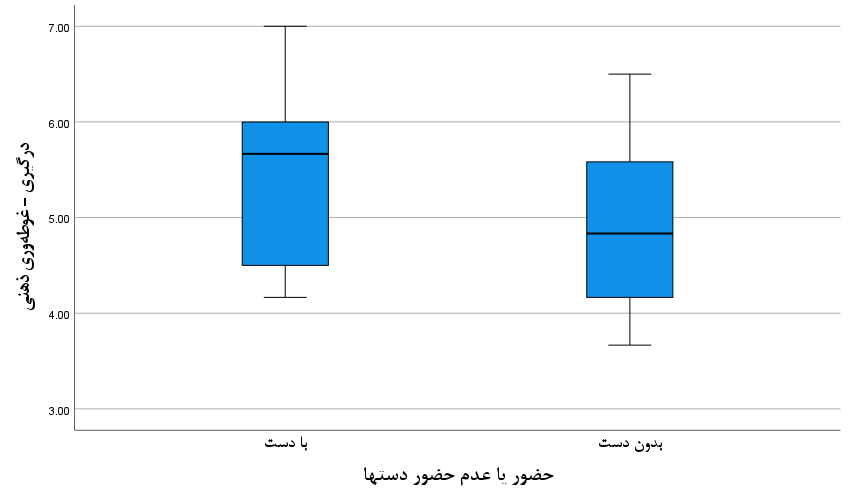 درگیری - غوطه‌وری ذهنی
7.00
6.00
5.00
4.00
3.00
با دست
بدون دست
حضور یا عدم حضور دستها